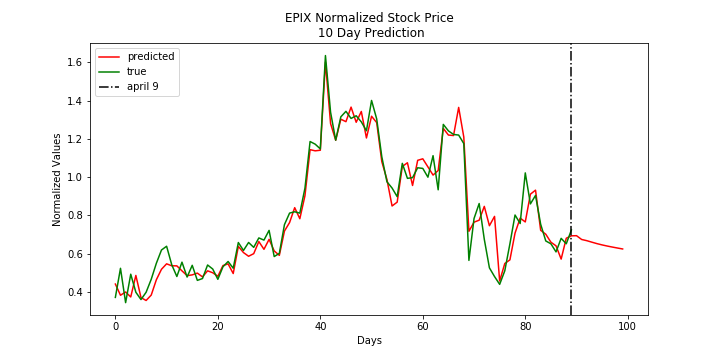 EPIX Normalized Stock Price
10 Day Prediction
predicted
true
april 9
Normalized Values
1.6
1.4
1.2
1.0
0.8
0.6
0.4
0
20
40
60
80
100
Days